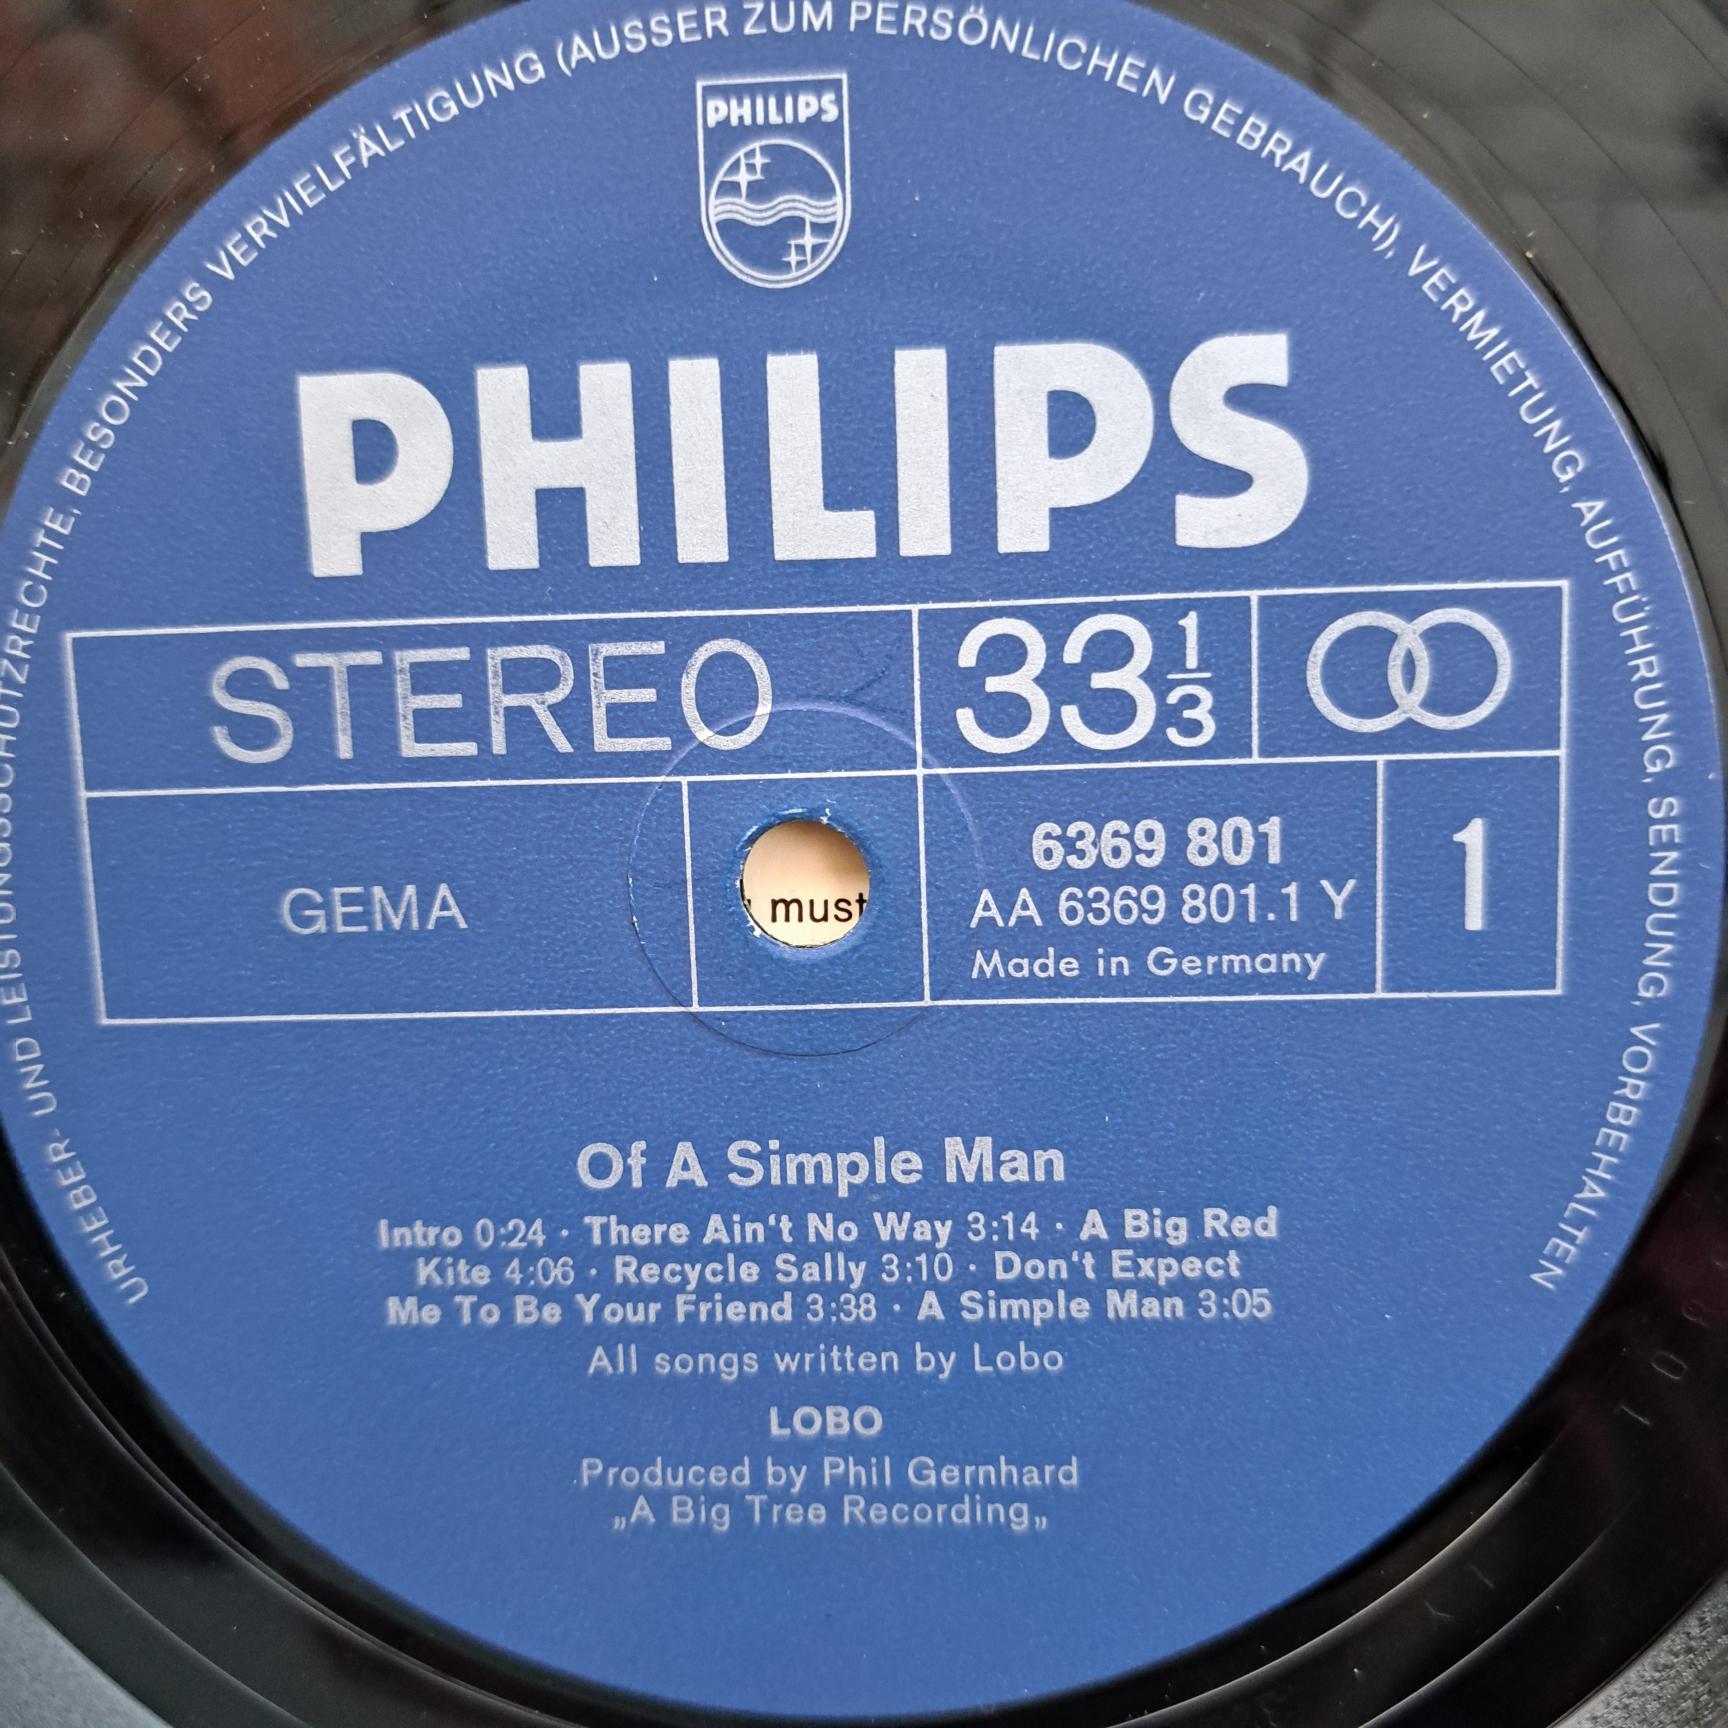 URHEBER- UND LEISTUNGSSCHUTZRECHTE, BESONDERS VERVIELFÄLTIGUNG (AUSSER ZUM PERSÖNLICHEN GEBRAUCH), VERMIETUNG, AUFFÜHRUNG, SENDUNG, VORBEHALTEN
PHILIPS
PHILIPS
STEREO
33 1/3
GEMA
must
6369 801
AA 6369 801.1 Y
Made in Germany
1
Of A Simple Man
Intro 0:24 · There Ain't No Way 3:14 · A Big Red
Kite 4:06 · Recycle Sally 3:10 · Don't Expect
Me To Be Your Friend 3:38 · A Simple Man 3:05
All songs written by Lobo
LOBO
Produced by Phil Gernhard
„A Big Tree Recording„